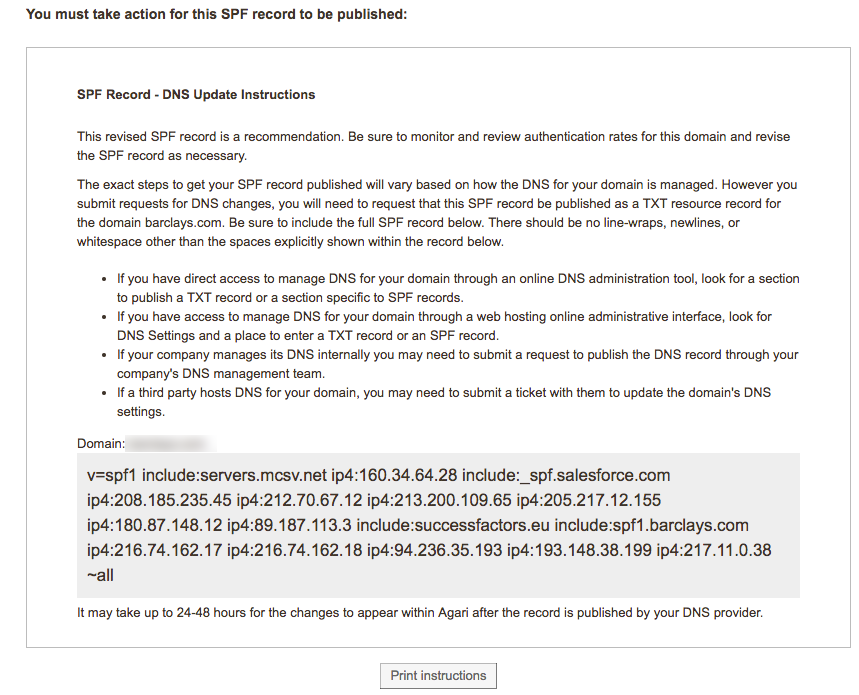 You must take action for this SPF record to be published:
SPF Record - DNS Update Instructions
This revised SPF record is a recommendation. Be sure to monitor and review authentication rates for this domain and revise
the SPF record as necessary.
The exact steps to get your SPF record published will vary based on how the DNS for your domain is managed. However you
submit requests for DNS changes, you will need to request that this SPF record be published as a TXT resource record for
the domain barclays.com. Be sure to include the full SPF record below. There should be no line-wraps, newlines, or
whitespace other than the spaces explicitly shown within the record below.
• If you have direct access to manage DNS for your domain through an online DNS administration tool, look for a section
to publish a TXT record or a section specific to SPF records.
• If you have access to manage DNS for your domain through a web hosting online administrative interface, look for
DNS Settings and a place to enter a TXT record or an SPF record.
• If your company manages its DNS internally you may need to submit a request to publish the DNS record through your
company's DNS management team.
• If a third party hosts DNS for your domain, you may need to submit a ticket with them to update the domain's DNS
settings.
Domain:
v=spf1 include:servers.mcsv.net ip4:160.34.64.28 include:_spf.salesforce.com
ip4:208.185.235.45 ip4:212.70.67.12 ip4:213.200.109.65 ip4:205.217.12.155
ip4:180.87.148.12 ip4:89.187.113.3 include:successfactors.eu include:spf1.barclays.com
ip4:216.74.162.17 ip4:216.74.162.18 ip4:94.236.35.193 ip4:193.148.38.199 ip4:217.11.0.38
~all
It may take up to 24-48 hours for the changes to appear within Agari after the record is published by your DNS provider.
Print instructions